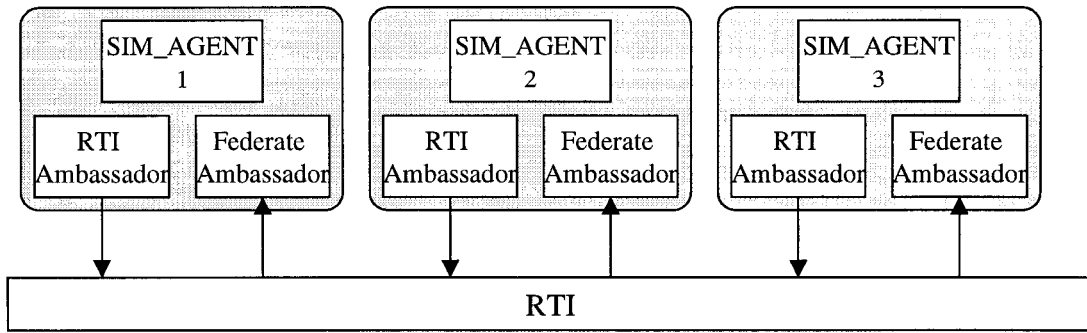 SIM_AGENT
1
RTI
Ambassador
Federate
Ambassador
SIM_AGENT
2
RTI
Ambassador
Federate
Ambassador
SIM_AGENT
3
RTI
Ambassador
Federate
Ambassador
RTI